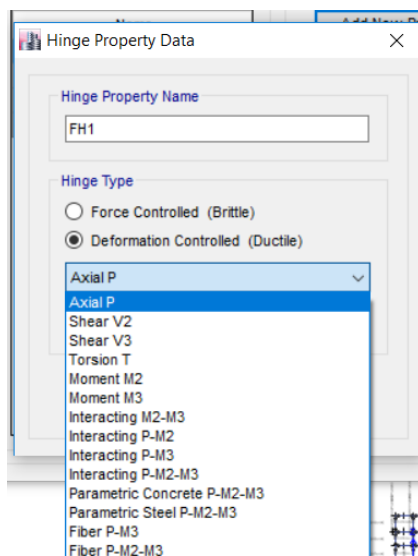 Hinge Property Data
Hinge Property Name
FH1
Hinge Type
Force Controlled (Brittle)
Deformation Controlled (Ductile)
Axial P
Axial P
Shear V2
Shear V3
Torsion T
Moment M2
Moment M3
Interacting M2-M3
Interacting P-M2
Interacting P-M3
Interacting P-M2-M3
Parametric Concrete P-M2-M3
Parametric Steel P-M2-M3
Fiber P-M3
Fiber P-M2-M3